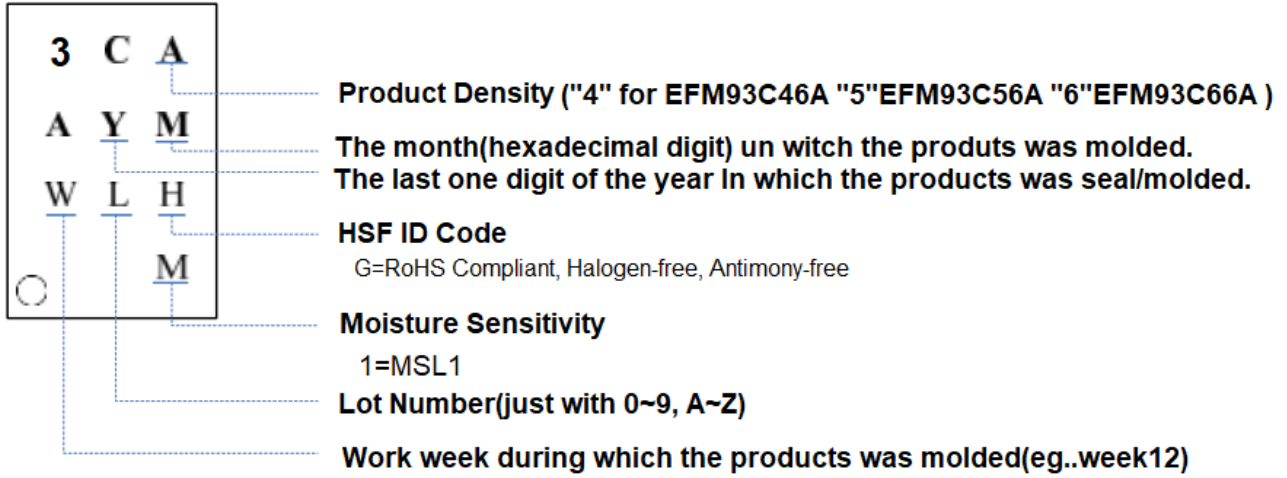 3 C A
Product Density ("4" for EFM93C46A "5"EFM93C56A "6"EFM93C66A )
A Y M
The month(hexadecimal digit) un witch the produts was molded.
The last one digit of the year In which the products was seal/molded.
W L H
HSF ID Code
G=RoHS Compliant, Halogen-free, Antimony-free
M
Moisture Sensitivity
1=MSL1
Lot Number(just with 0~9, A~Z)
Work week during which the products was molded(eg..week12)